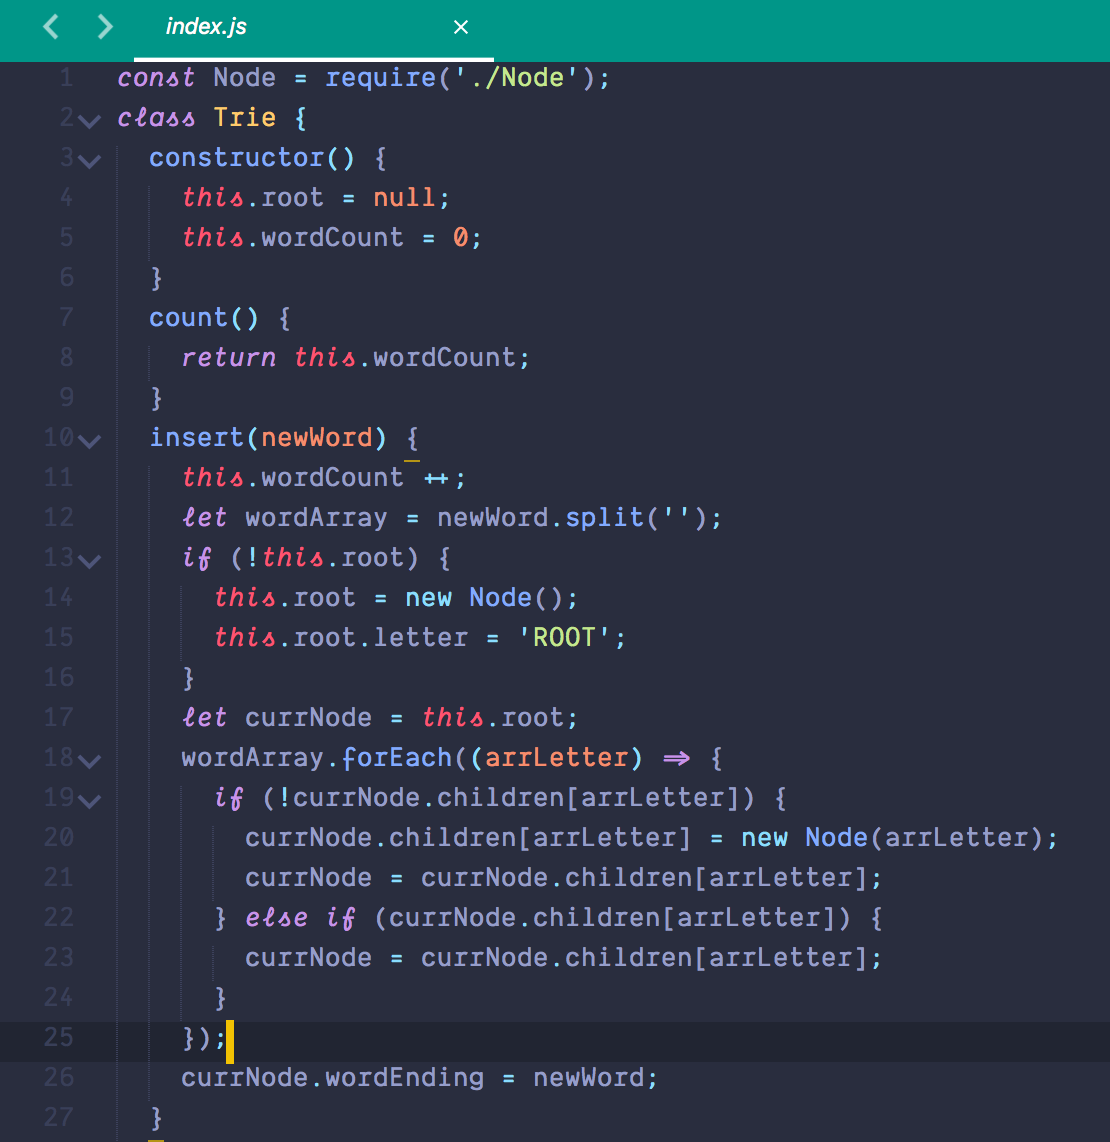 index.js
1 const Node = require('./Node');
2 class Trie {
3 constructor() {
4 this.root = null;
5 this.wordCount = 0;
6 }
7 count() {
8 return this.wordCount;
9 }
10 insert(newWord) {
11 this.wordCount ++;
12 let wordArray = newWord.split('');
13 if (!this.root) {
14 this.root = new Node();
15 this.root.letter = 'ROOT';
16 }
17 let currNode = this.root;
18 wordArray.forEach((arrLetter) => {
19 if (!currNode.children[arrLetter]) {
20 currNode.children[arrLetter] = new Node(arrLetter);
21 currNode = currNode.children[arrLetter];
22 } else if (currNode.children[arrLetter]) {
23 currNode = currNode.children[arrLetter];
24 }
25 });
26 currNode.wordEnding = newWord;
27 }